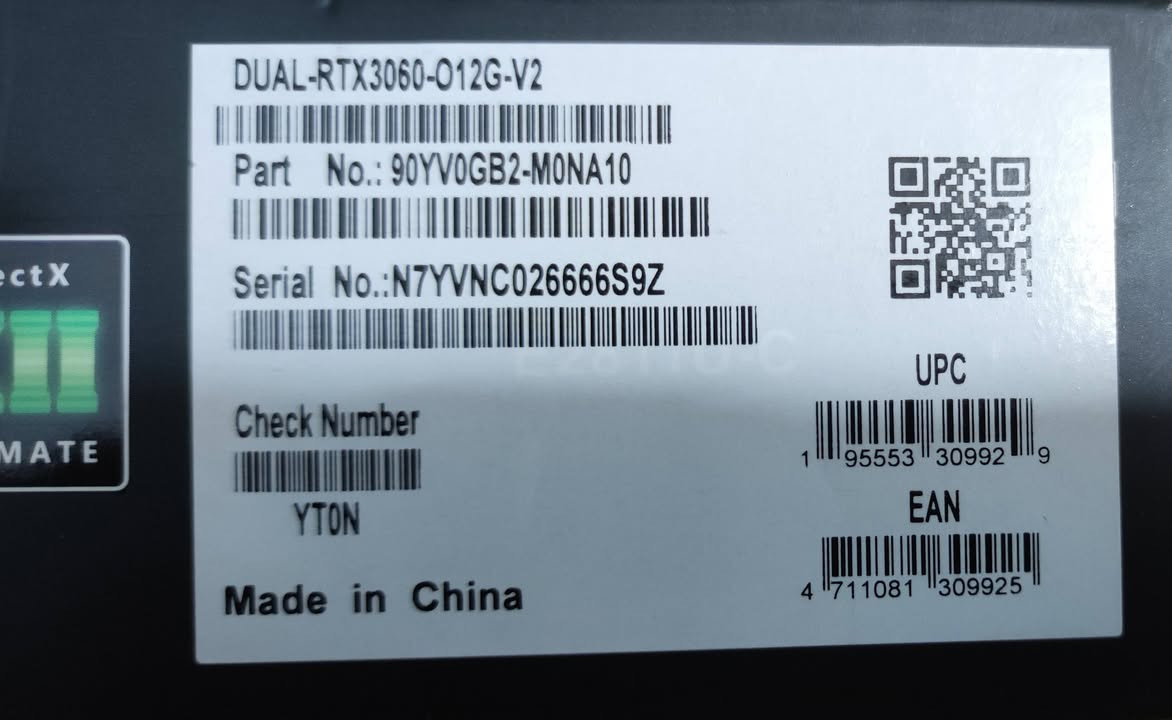 DUAL-RTX3060-O12G-V2
Part No.: 90YV0GB2-M0NA10
Serial No.:N7YVNC026666S9Z
Check Number
YT0N
Made in China
UPC
1 95553 30992 9
EAN
4 711081 309925
ectX
MATE